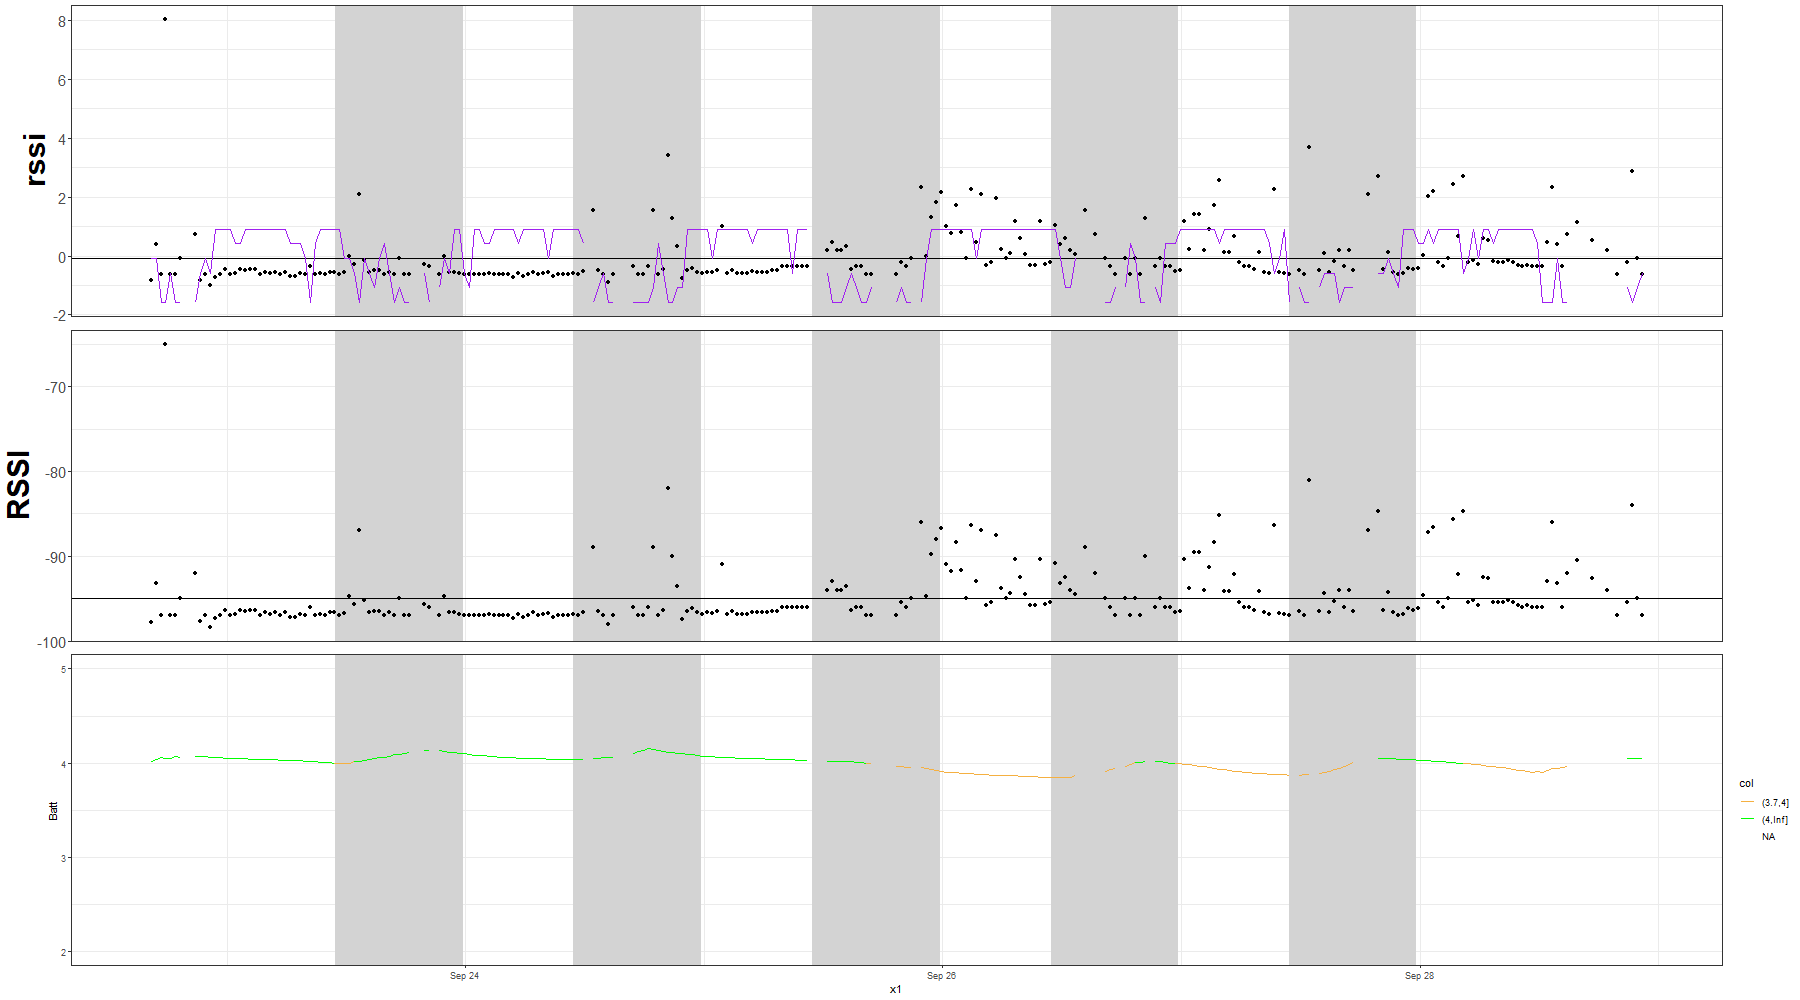 rssi
8
6
4
2
0
-2
RSSI
-70
-80
-90
-100
Batt
5
4
3
2
Sep 24
Sep 26
Sep 28
x1
col
(3.7,4]
(4,Inf]
NA